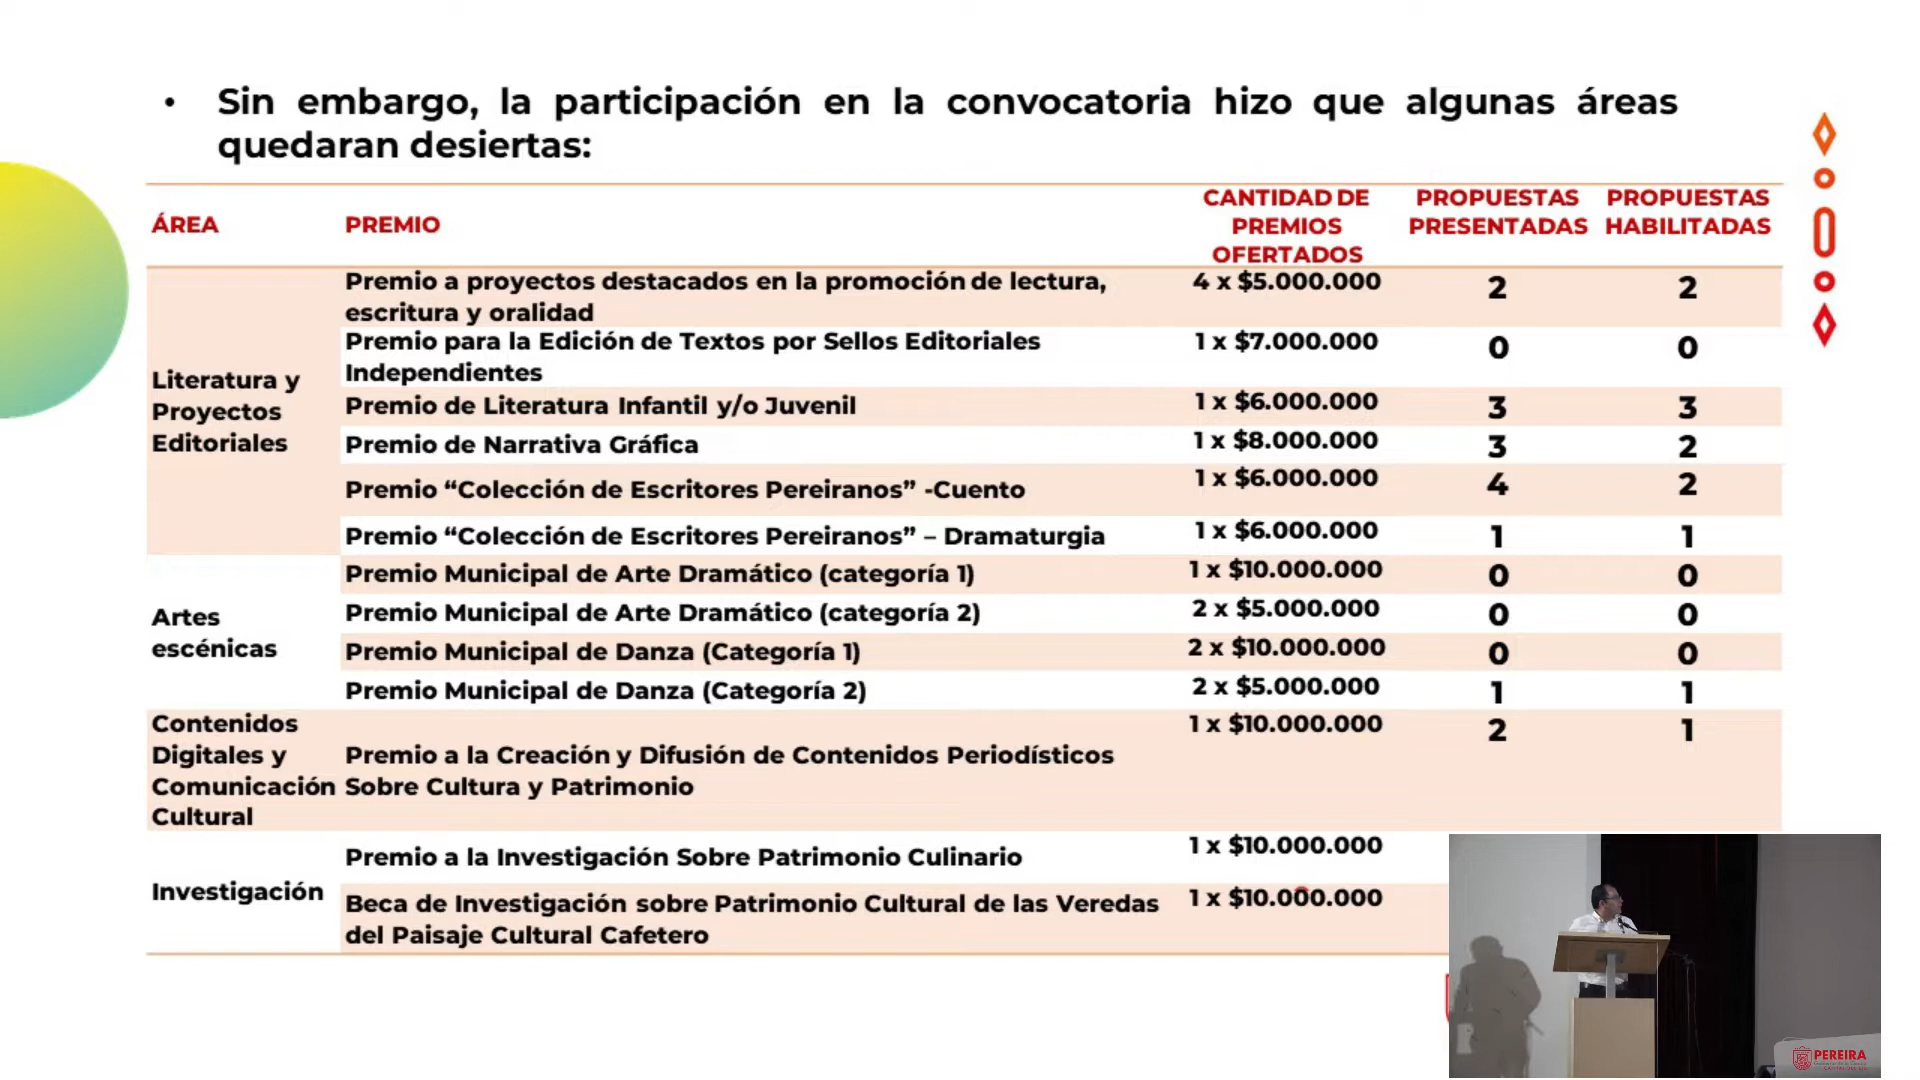 • Sin embargo, la participación en la convocatoria hizo que algunas áreas
quedaran desiertas:
ÁREA PREMIO CANTIDAD DE PREMIOS OFERTADOS PROPUESTAS PRESENTADAS PROPUESTAS HABILITADAS
Literatura y
Proyectos
Editoriales
Premio a proyectos destacados en la promoción de lectura,
escritura y oralidad
4 x $5.000.000 2 2
Premio para la Edición de Textos por Sellos Editoriales
Independientes
1 x $7.000.000 0 0
Premio de Literatura Infantil y/o Juvenil 1 x $6.000.000 3 3
Premio de Narrativa Gráfica 1 x $8.000.000 3 2
Premio “Colección de Escritores Pereiranos” -Cuento 1 x $6.000.000 4 2
Premio “Colección de Escritores Pereiranos” – Dramaturgia 1 x $6.000.000 1 1
Artes
escénicas
Premio Municipal de Arte Dramático (categoría 1) 1 x $10.000.000 0 0
Premio Municipal de Arte Dramático (categoría 2) 2 x $5.000.000 0 0
Premio Municipal de Danza (Categoría 1) 2 x $10.000.000 0 0
Premio Municipal de Danza (Categoría 2) 2 x $5.000.000 1 1
Contenidos
Digitales y
Comunicación
Cultural
Premio a la Creación y Difusión de Contenidos Periodísticos
Sobre Cultura y Patrimonio
1 x $10.000.000 2 1
Investigación
Premio a la Investigación Sobre Patrimonio Culinario 1 x $10.000.000
Beca de Investigación sobre Patrimonio Cultural de las Veredas
del Paisaje Cultural Cafetero
1 x $10.000.000
PEREIRA
CAPITAL DEL EJE